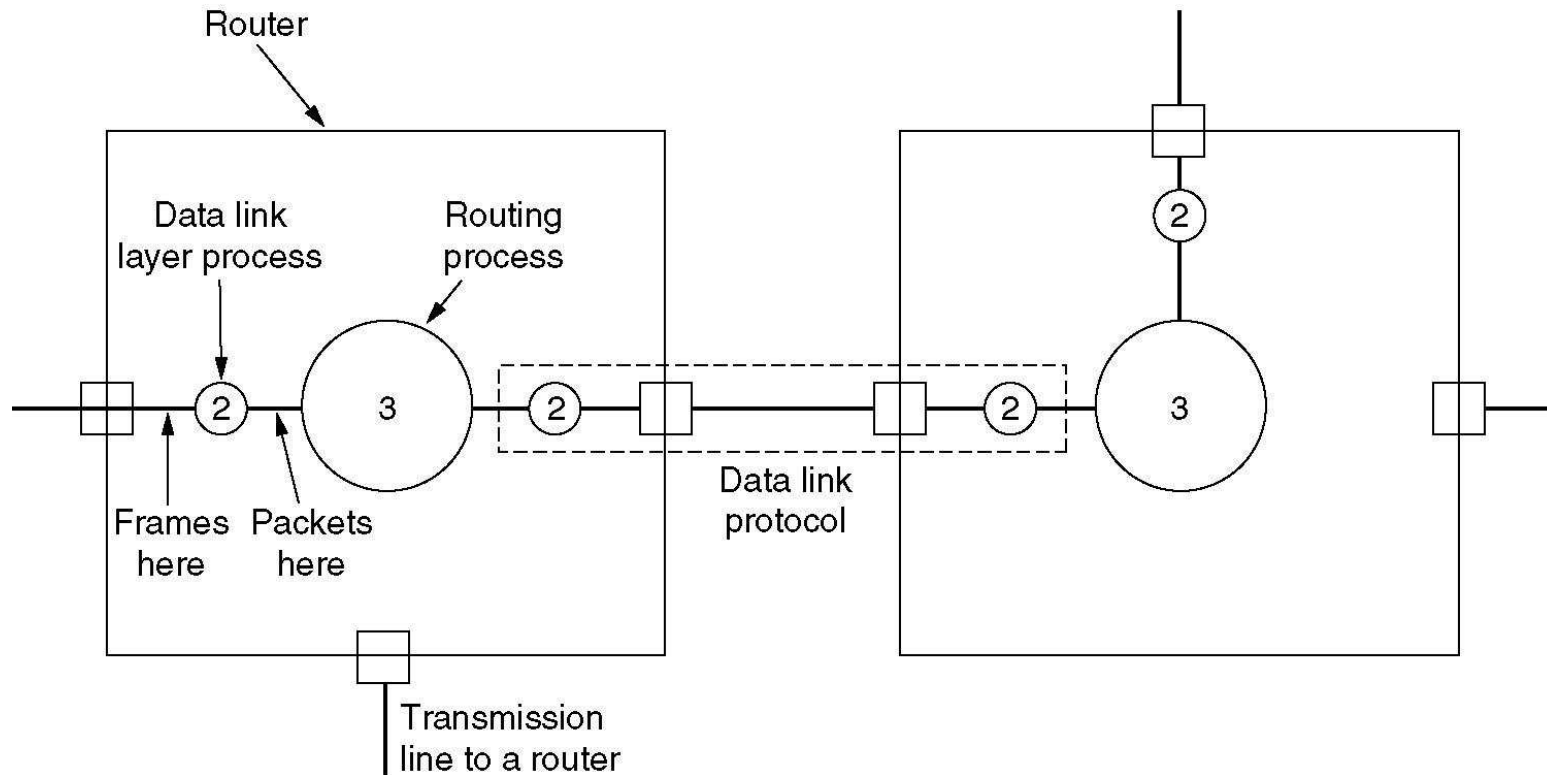 Router
Data link
layer process
Routing
process
2
2
3
2
2
3
Data link
protocol
Frames
here
Packets
here
Transmission
line to a router